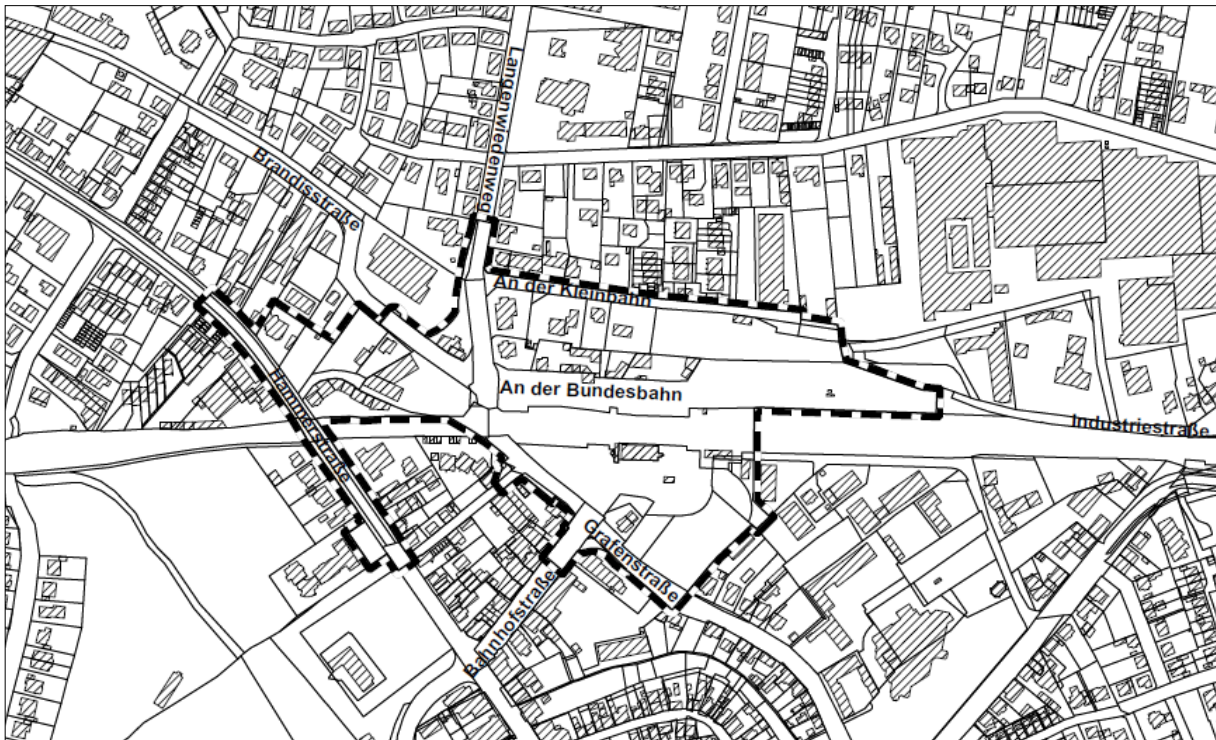 Langenwiedenweg
Brandisstraße
An der Kleinbahn
An der Bundesbahn
Hammerstraße
Industriestraße
Grafenstraße
Bahnhofstraße